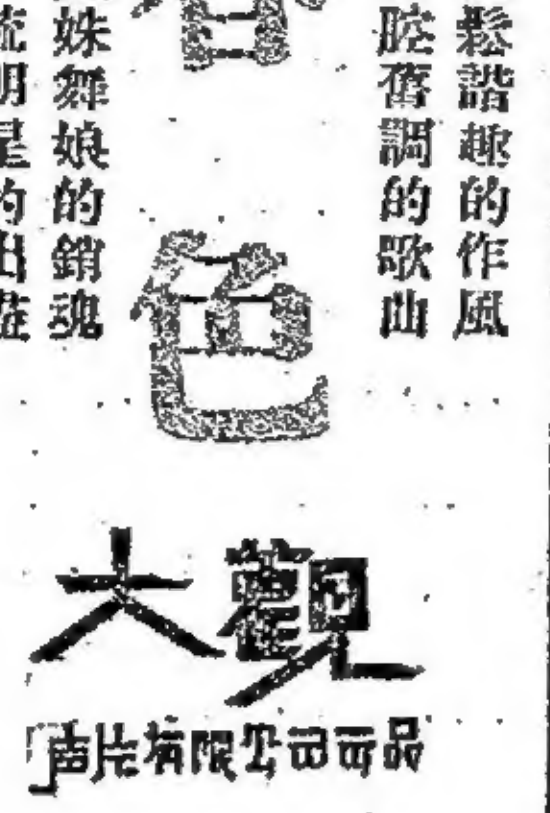 鬆諧趣的作風
腔舊調的歌曲
色
姝舞娘的銷魂
明星的出
大觀
声片有限公司出品